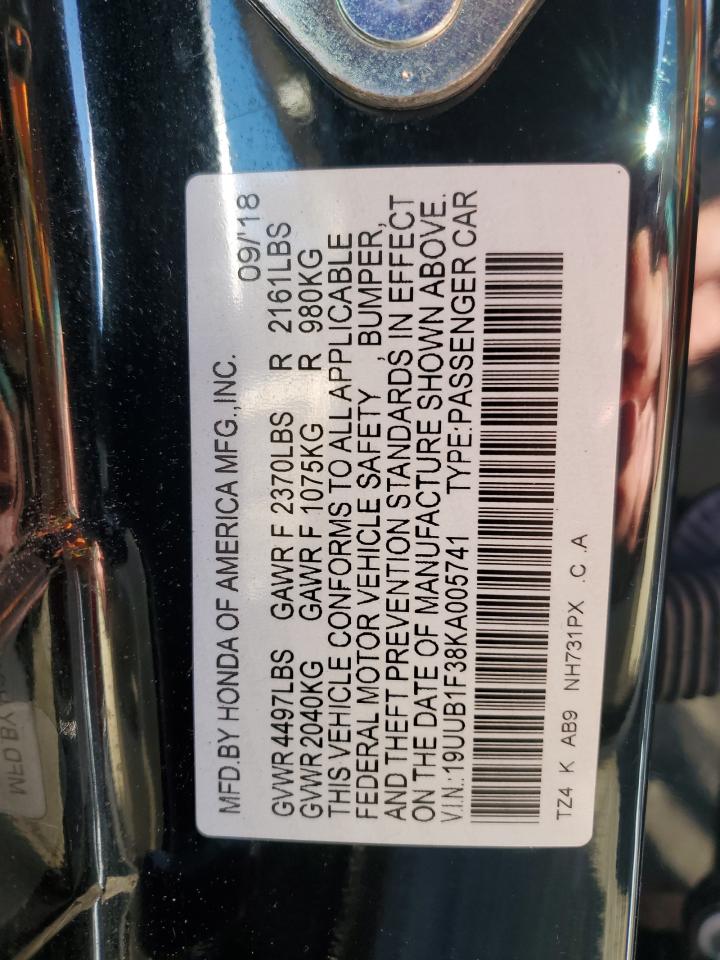 MFD.BY HONDA OF AMERICA MFG.,INC. 09/'18
GVWR 4497LBS GAWR F 2370LBS R 2161LBS
GVWR 2040KG GAWR F 1075KG R 980KG
THIS VEHICLE CONFORMS TO ALL APPLICABLE
FEDERAL MOTOR VEHICLE SAFETY , BUMPER,
AND THEFT PREVENTION STANDARDS IN EFFECT
ON THE DATE OF MANUFACTURE SHOWN ABOVE.
V.I.N.:19UUB1F38KA005741 TYPE:PASSENGER CAR
TZ4 K AB9 NH731PX .C .A
MFD BY